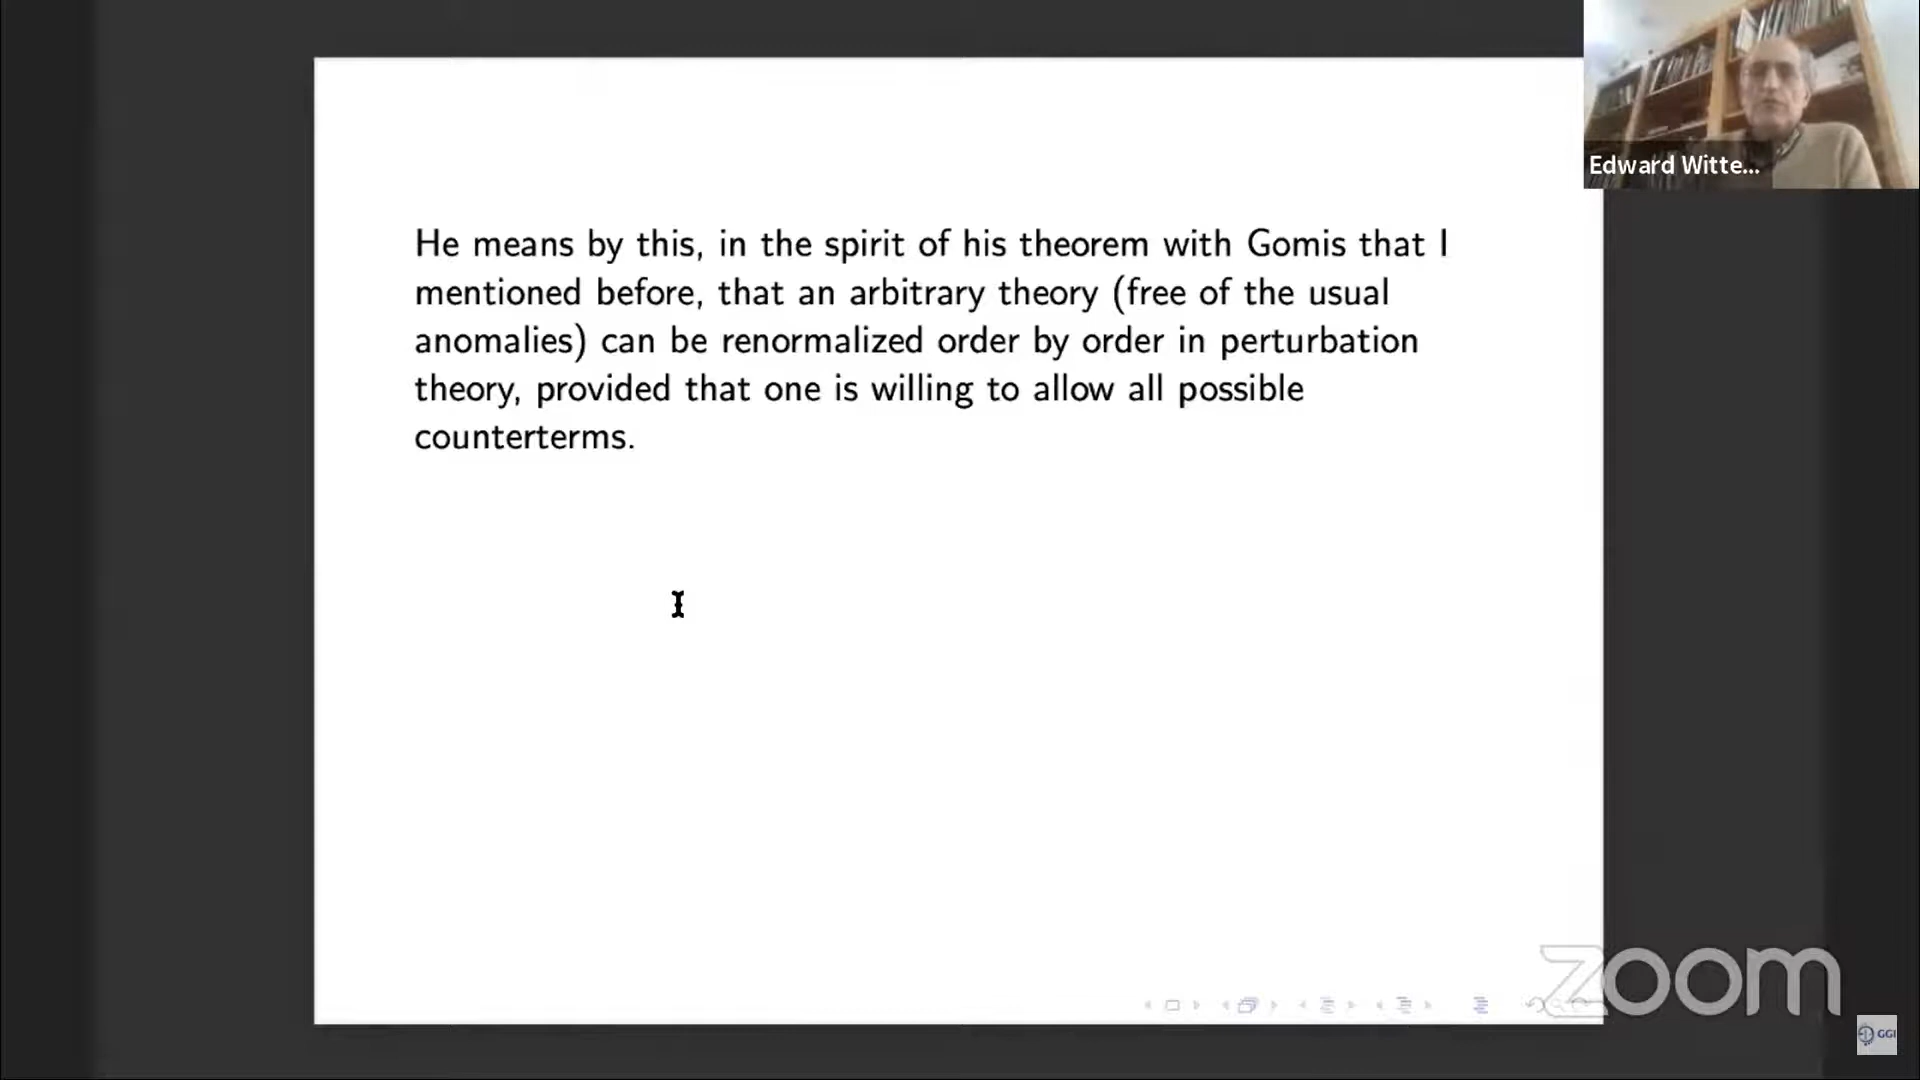 Edward Witte...
He means by this, in the spirit of his theorem with Gomis that I
mentioned before, that an arbitrary theory (free of the usual
anomalies) can be renormalized order by order in perturbation
theory, provided that one is willing to allow all possible
counterterms.
zoom
GGI